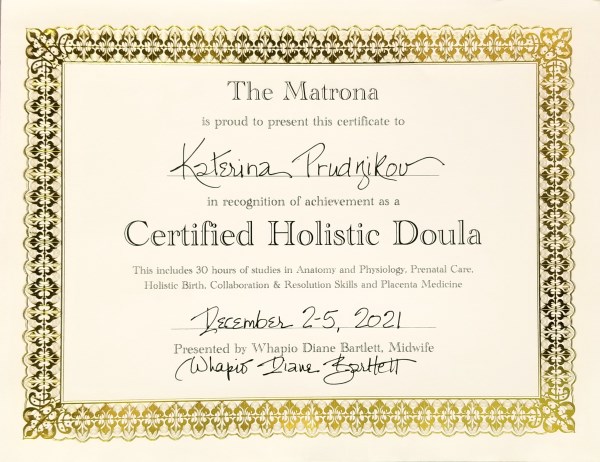 The Matrona
is proud to present this certificate to
Katerina Prudnikov
in recognition of achievement as a
Certified Holistic Doula
This includes 30 hours of studies in Anatomy and Physiology, Prenatal Care,
Holistic Birth, Collaboration & Resolution Skills and Placenta Medicine
December 2-5, 2021
Presented by Whapio Diane Bartlett, Midwife
Whapio Diane Bartlett